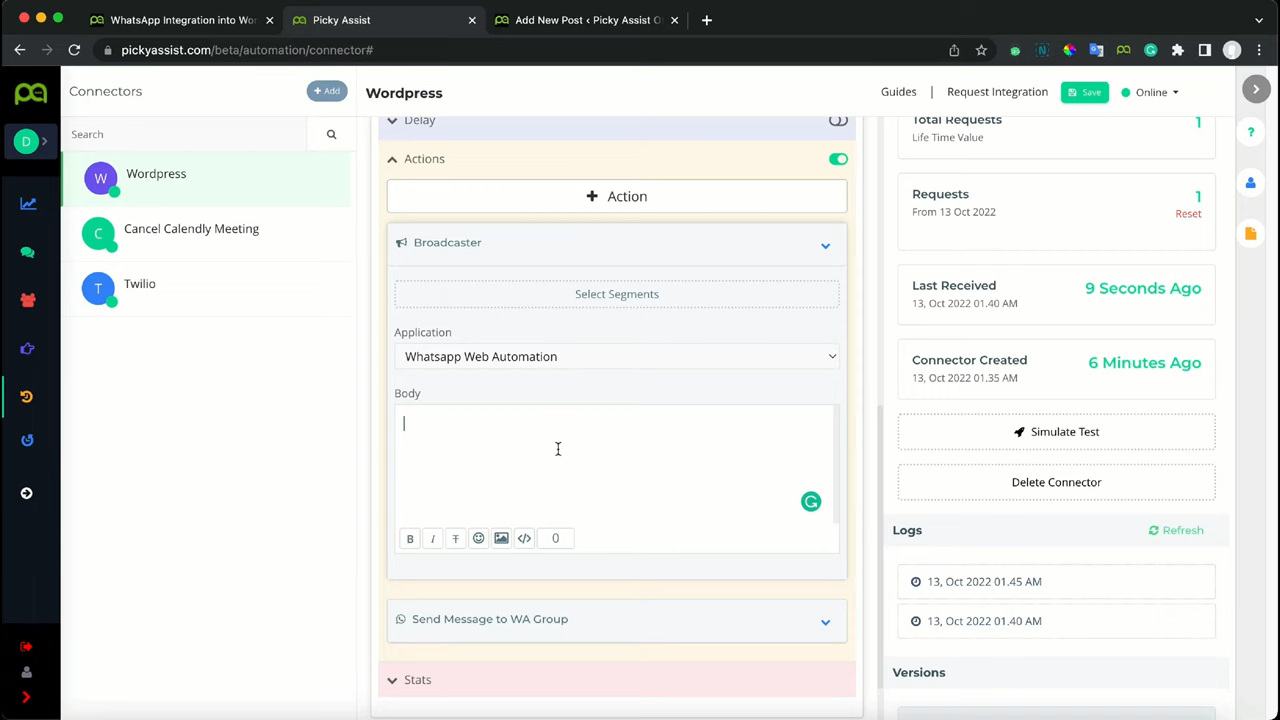 WhatsApp Integration into Wor
Picky Assist
Add New Post ‹ Picky Assist O
pickyassist.com/beta/automation/connector#
Connectors
+ Add
Wordpress
Guides
Request Integration
Save
Online
Search
D
W
Wordpress
C
Cancel Calendly Meeting
T
Twilio
Delay
Actions
+ Action
Broadcaster
Select Segments
Application
Whatsapp Web Automation
Body
B
I
T
0
Send Message to WA Group
Stats
Total Requests
1
Life Time Value
Requests
1
From 13 Oct 2022
Reset
Last Received
9 Seconds Ago
13, Oct 2022 01.40 AM
Connector Created
6 Minutes Ago
13, Oct 2022 01.35 AM
Simulate Test
Delete Connector
Logs
Refresh
13, Oct 2022 01.45 AM
13, Oct 2022 01.40 AM
Versions